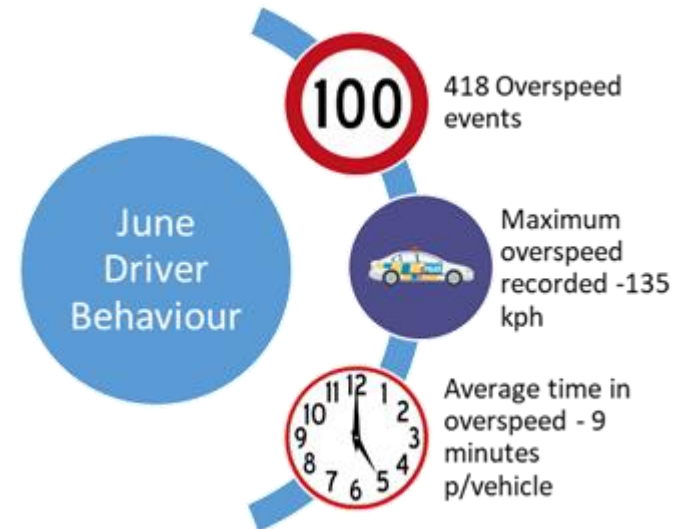 June
Driver
Behaviour
100
418 Overspeed
events
Maximum
overspeed
recorded -135
kph
12
1
2
3
4
5
6
7
8
9
10
11
Average time in
overspeed - 9
minutes
p/vehicle